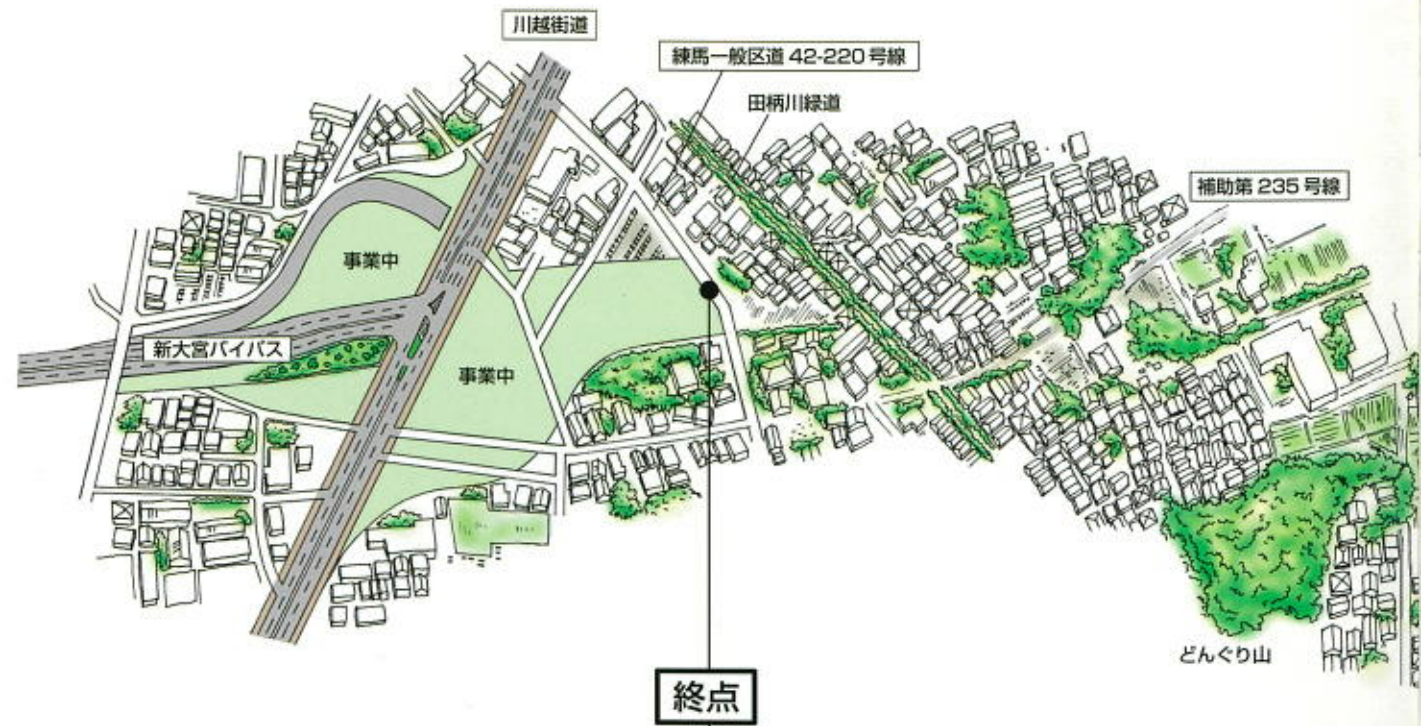 川越街道
練馬一般区道 42-220 号線
田柄川緑道
補助第 235 号線
事業中
新大宮バイパス
事業中
どんぐり山
終点